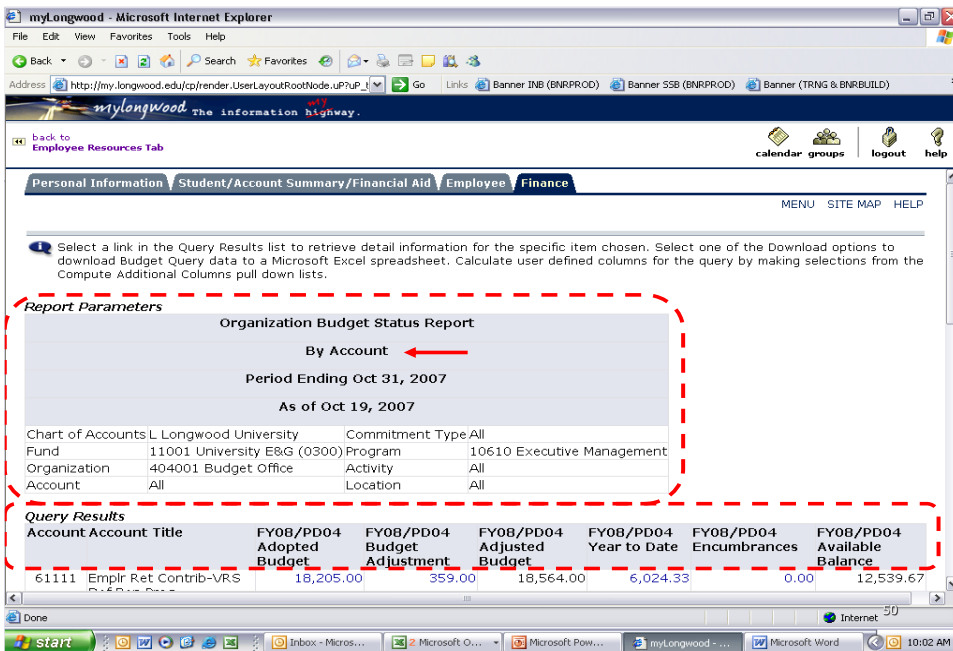 myLongwood - Microsoft Internet Explorer
File Edit View Favorites Tools Help
Back Search Favorites
Address http://my.longwood.edu/cp/render.UserLayoutRootNode.uP?uP_t Go Links Banner INB (BNRPROD) Banner SSB (BNRPROD) Banner (TRNG & BNRBUILD)
mylongwood The information highway. my
back to
Employee Resources Tab
calendar groups logout help
Personal Information Student/Account Summary/Financial Aid Employee Finance
MENU SITE MAP HELP
Select a link in the Query Results list to retrieve detail information for the specific item chosen. Select one of the Download options to
download Budget Query data to a Microsoft Excel spreadsheet. Calculate user defined columns for the query by making selections from the
Compute Additional Columns pull down lists.
Report Parameters
Organization Budget Status Report
By Account
Period Ending Oct 31, 2007
As of Oct 19, 2007
Chart of Accounts L Longwood University Commitment Type All
Fund 11001 University E&G (0300) Program 10610 Executive Management
Organization 404001 Budget Office Activity All
Account All Location All
Query Results
Account Account Title FY08/PD04 FY08/PD04 FY08/PD04 FY08/PD04 FY08/PD04 FY08/PD04
Adopted Budget Adjusted Year to Date Encumbrances Available
Budget Adjustment Budget Balance
61111 Emplr Ret Contrib-VRS 18,205.00 359.00 18,564.00 6,024.33 0.00 12,539.67
Done Internet 50
start Inbox - Micros... 2 Microsoft O... Microsoft Pow... myLongwood - ... Microsoft Word 10:02 AM